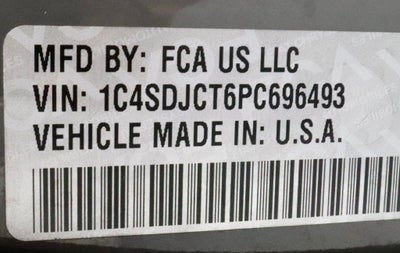 MFD BY: FCA US LLC
VIN: 1C4SDJCT6PC696493
VEHICLE MADE IN: U.S.A.